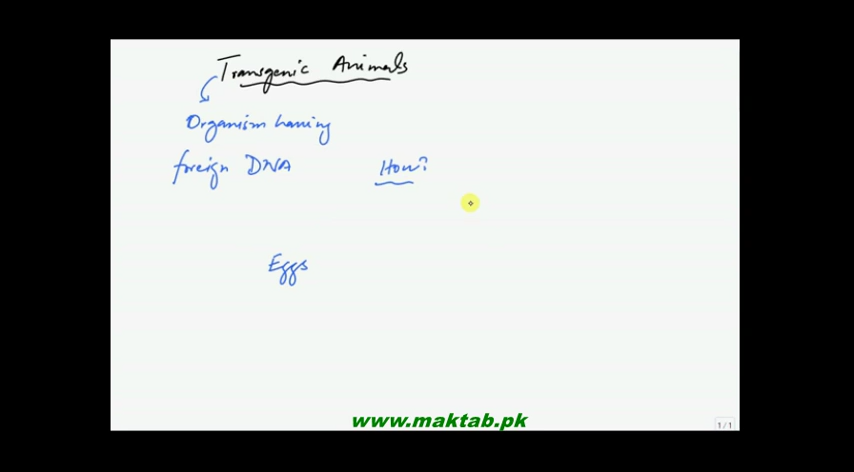 Transgenic Animals
Organism having
foreign DNA
How?
Eggs
www.maktab.pk
1/1